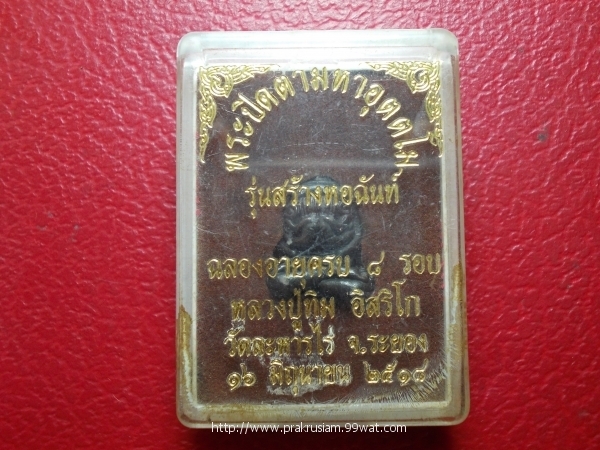 พระปิดตามหาอุตตโม
รุ่นสร้างหอฉันท์
ฉลองอายุครบ ๘ รอบ
หลวงปู่ทิม อิสริโก
วัดละหารไร่ จ.ระยอง
๑๖ มิถุนายน ๒๕๑๘
http://www.prakrusiam.99wat.com/